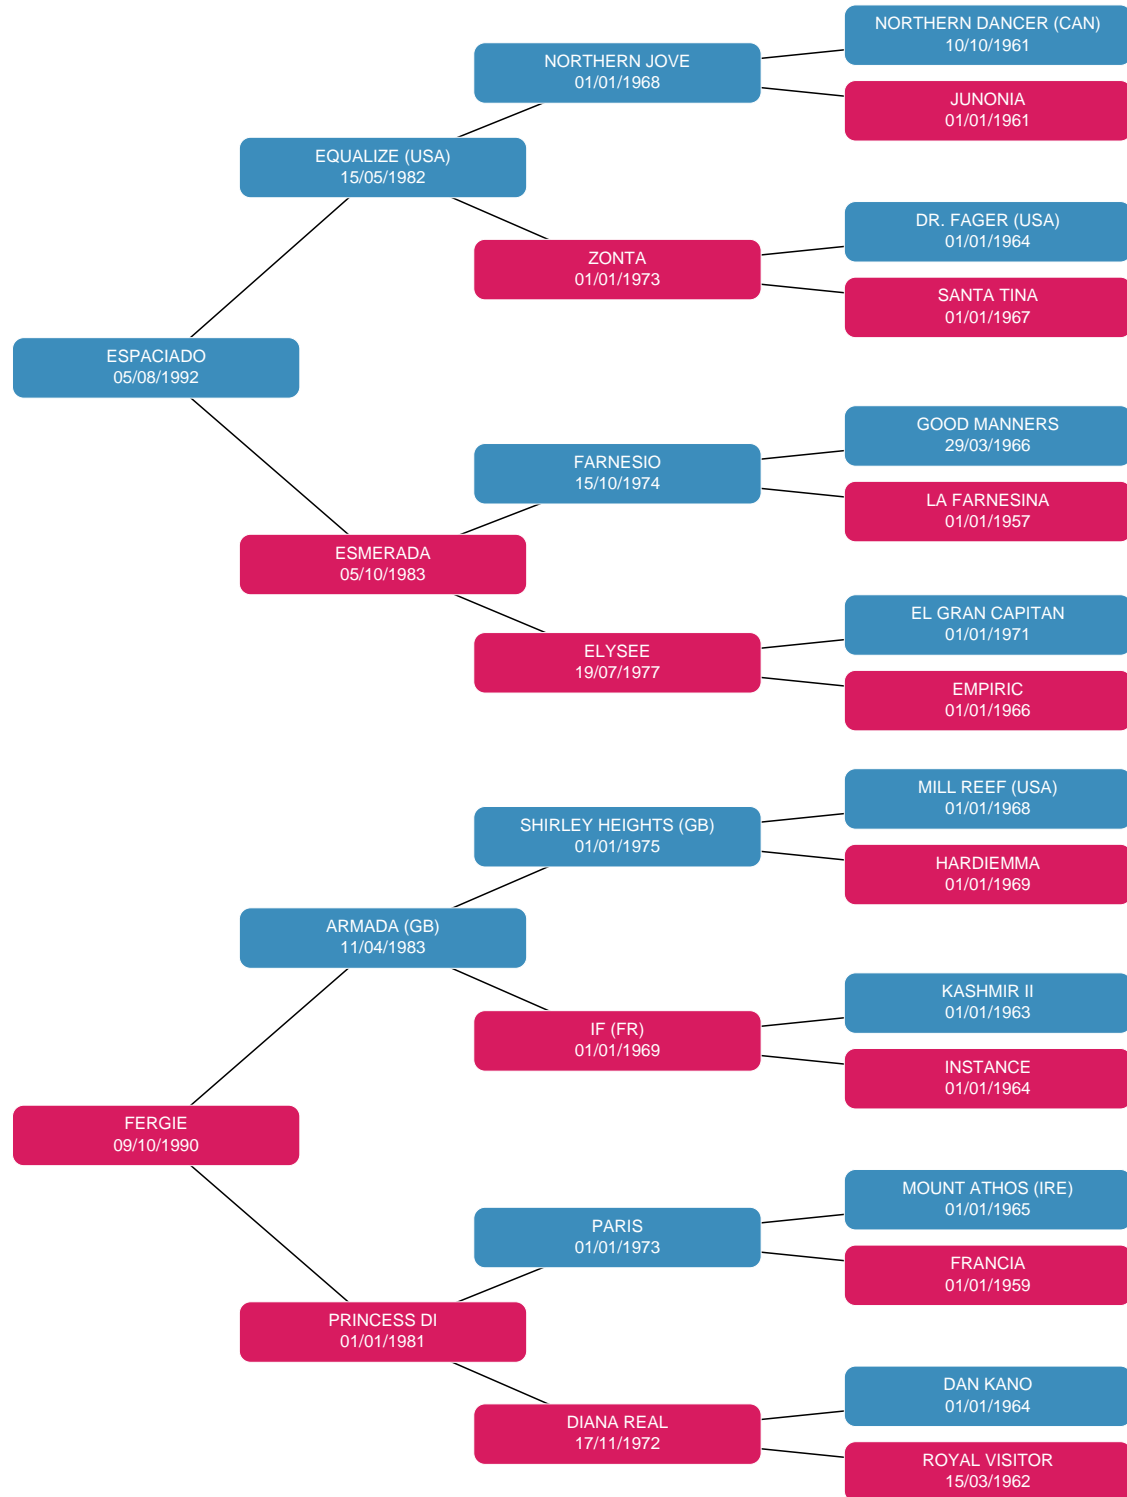 NORTHERN DANCER (CAN)
10/10/1961
NORTHERN JOVE
01/01/1968
JUNONIA
01/01/1961
EQUALIZE (USA)
15/05/1982
DR. FAGER (USA)
01/01/1964
ZONTA
01/01/1973
SANTA TINA
01/01/1967
ESPACIADO
05/08/1992
GOOD MANNERS
29/03/1966
FARNESIO
15/10/1974
LA FARNESINA
01/01/1957
ESMERADA
05/10/1983
EL GRAN CAPITAN
01/01/1971
ELYSEE
19/07/1977
EMPIRIC
01/01/1966
MILL REEF (USA)
01/01/1968
SHIRLEY HEIGHTS (GB)
01/01/1975
HARDIEMMA
01/01/1969
ARMADA (GB)
11/04/1983
KASHMIR II
01/01/1963
IF (FR)
01/01/1969
INSTANCE
01/01/1964
FERGIE
09/10/1990
MOUNT ATHOS (IRE)
01/01/1965
PARIS
01/01/1973
FRANCIA
01/01/1959
PRINCESS DI
01/01/1981
DAN KANO
01/01/1964
DIANA REAL
17/11/1972
ROYAL VISITOR
15/03/1962